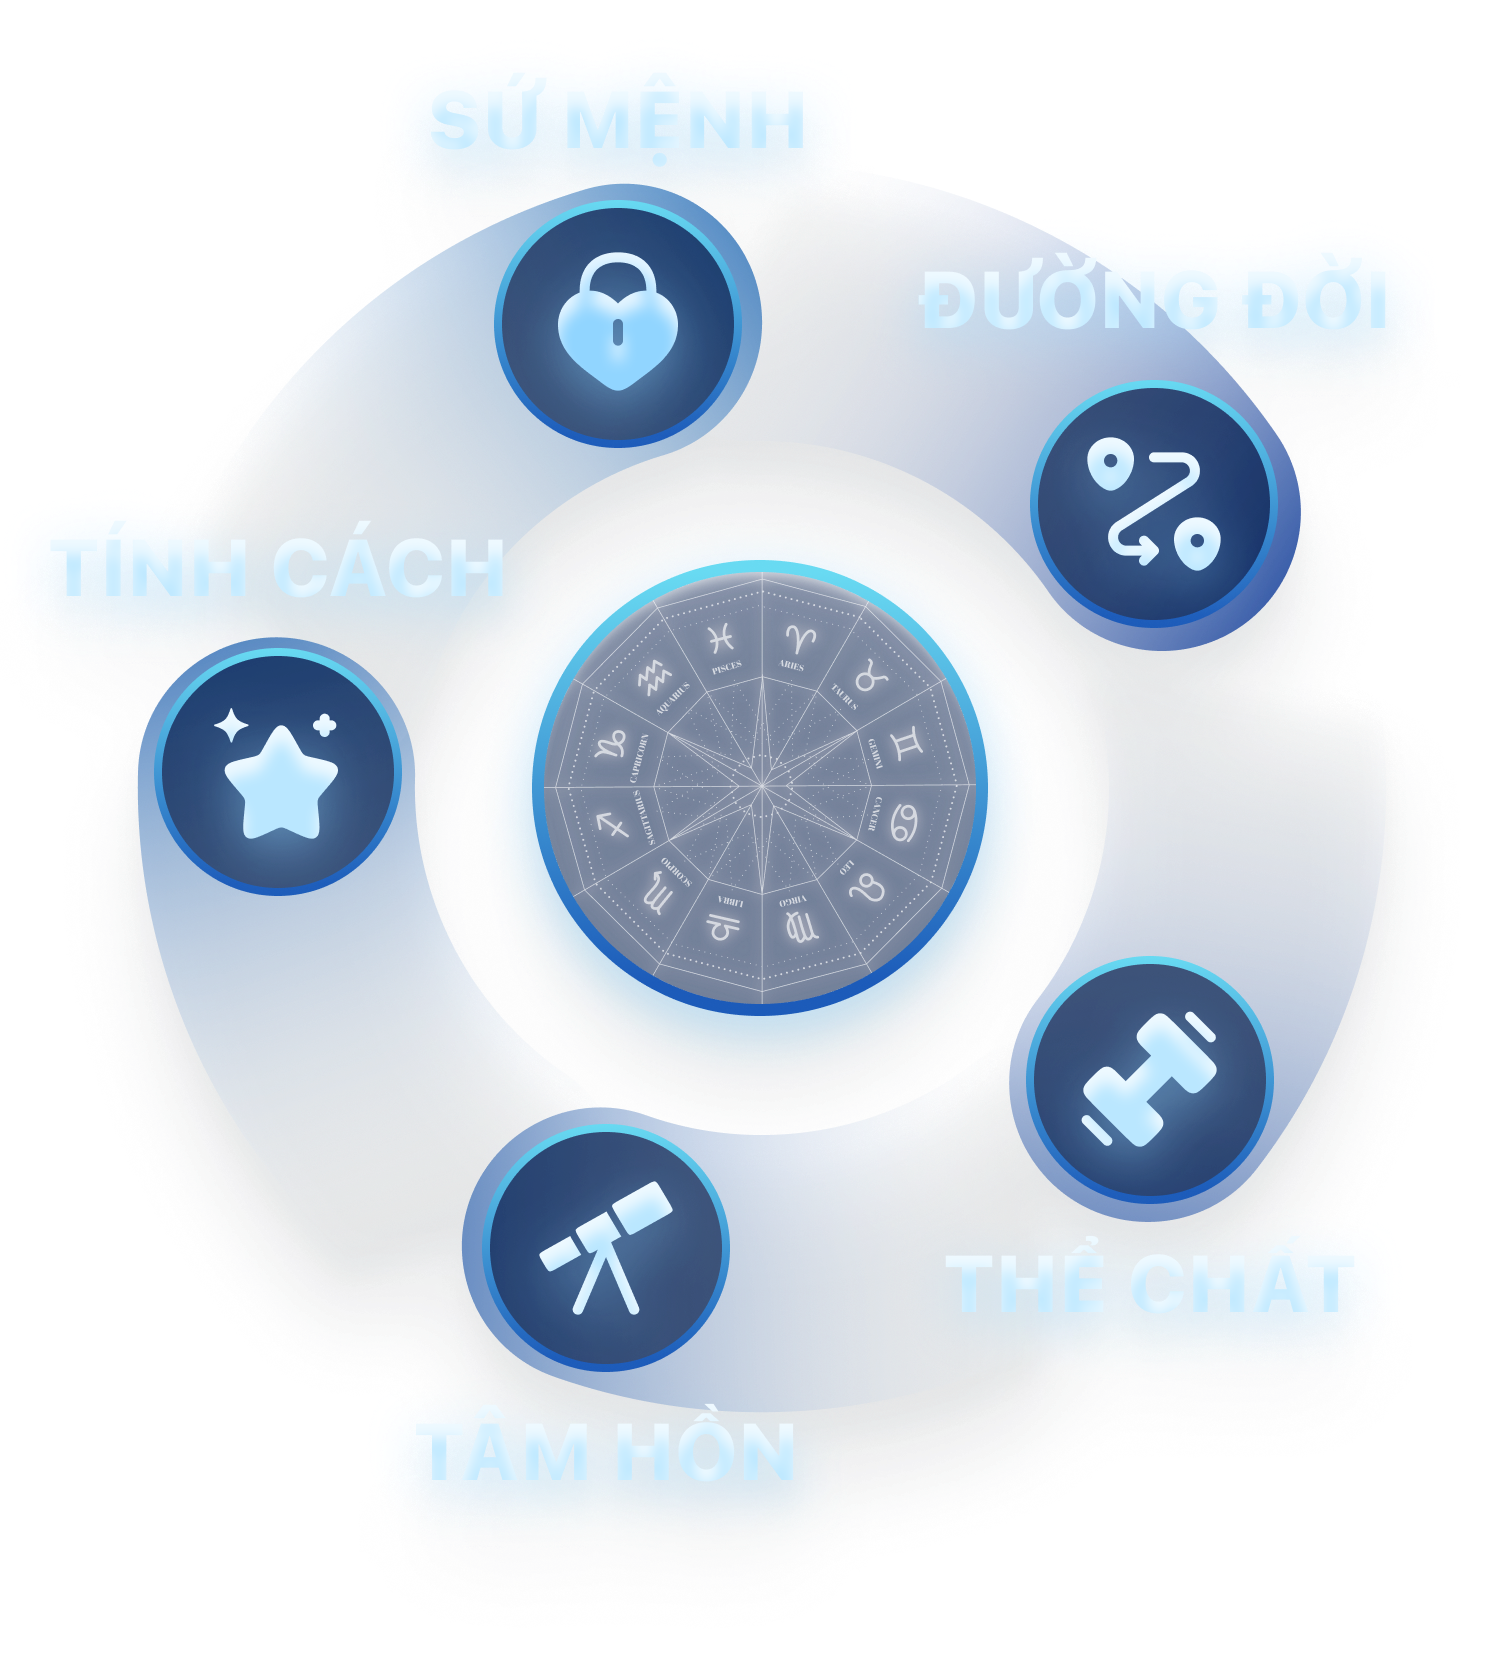 SỨ MỆNH
ĐƯỜNG ĐỜI
TÍNH CÁCH
PISCES
ARIES
AQUARIUS
TAURUS
CAPRICORN
GEMINI
SAGITTARIUS
CANCER
SCORPIO
LEO
LIBRA
VIRGO
THỂ CHẤT
TÂM HỒN